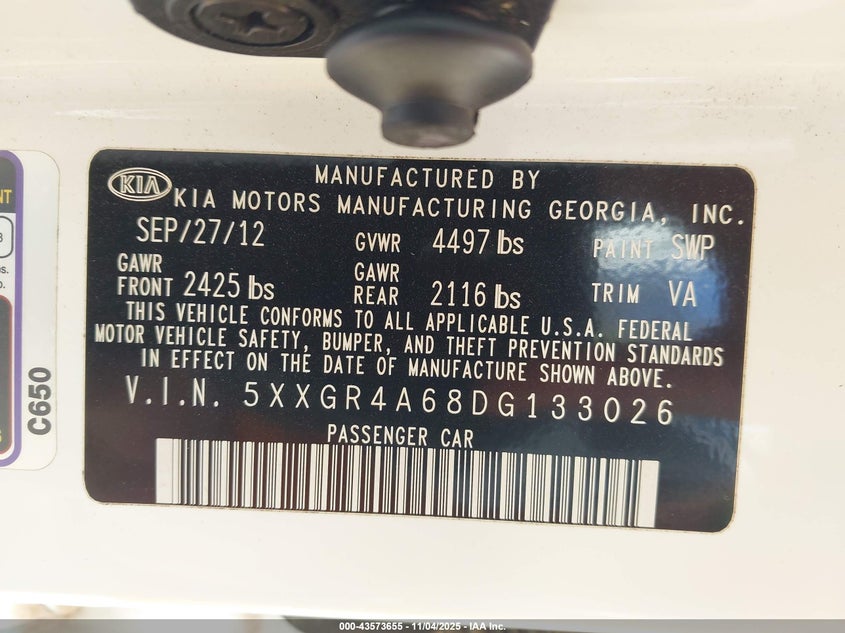 MANUFACTURED BY
KIA KIA MOTORS MANUFACTURING GEORGIA, INC.
SEP/27/12 GVWR 4497 lbs PAINT SWP
GAWR FRONT 2425 lbs GAWR REAR 2116 lbs TRIM VA
THIS VEHICLE CONFORMS TO ALL APPLICABLE U.S.A. FEDERAL
MOTOR VEHICLE SAFETY, BUMPER, AND THEFT PREVENTION STANDARDS
IN EFFECT ON THE DATE OF MANUFACTURE SHOWN ABOVE.
V.I.N. 5XXGR4A68DG133026
PASSENGER CAR
C650
000-43573655 - 11/04/2025 - IAA Inc.